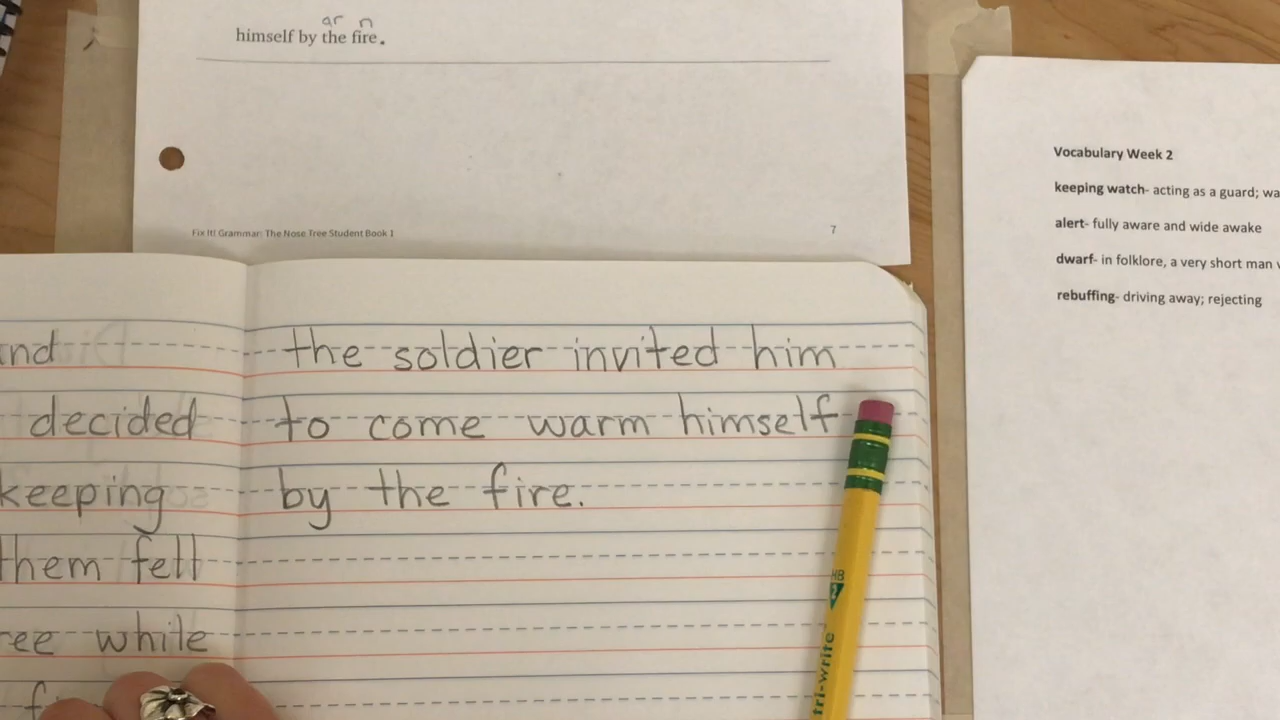 ar n
himself by the fire.
Fix It! Grammar: The Nose Tree Student Book 1
7
Vocabulary Week 2
keeping watch- acting as a guard;
alert- fully aware and wide awake
dwarf- in folklore, a very short man
rebuffing- driving away; rejecting
decided
keeping
them fell
while
the soldier invited him
to come warm himself
by the fire.
HB
2
tri-write